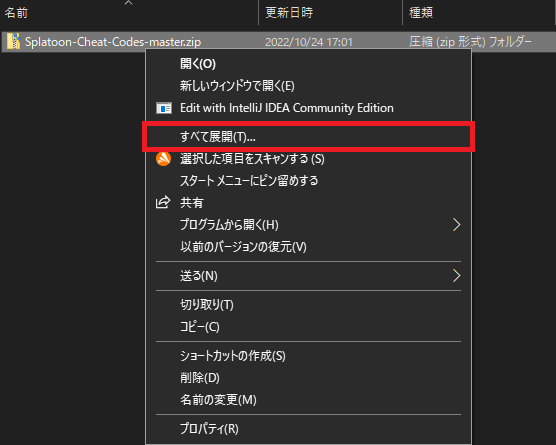 名前 更新日時 種類
Splatoon-Cheat-Codes-master.zip 2022/10/24 17:01 圧縮 (zip 形式) フォルダー
開く(O)
新しいウィンドウで開く(E)
Edit with IntelliJ IDEA Community Edition
すべて展開(T)...
選択した項目をスキャンする (S)
スタート メニューにピン留めする
共有
プログラムから開く(H)
以前のバージョンの復元(V)
送る(N)
切り取り(T)
コピー(C)
ショートカットの作成(S)
削除(D)
名前の変更(M)
プロパティ(R)